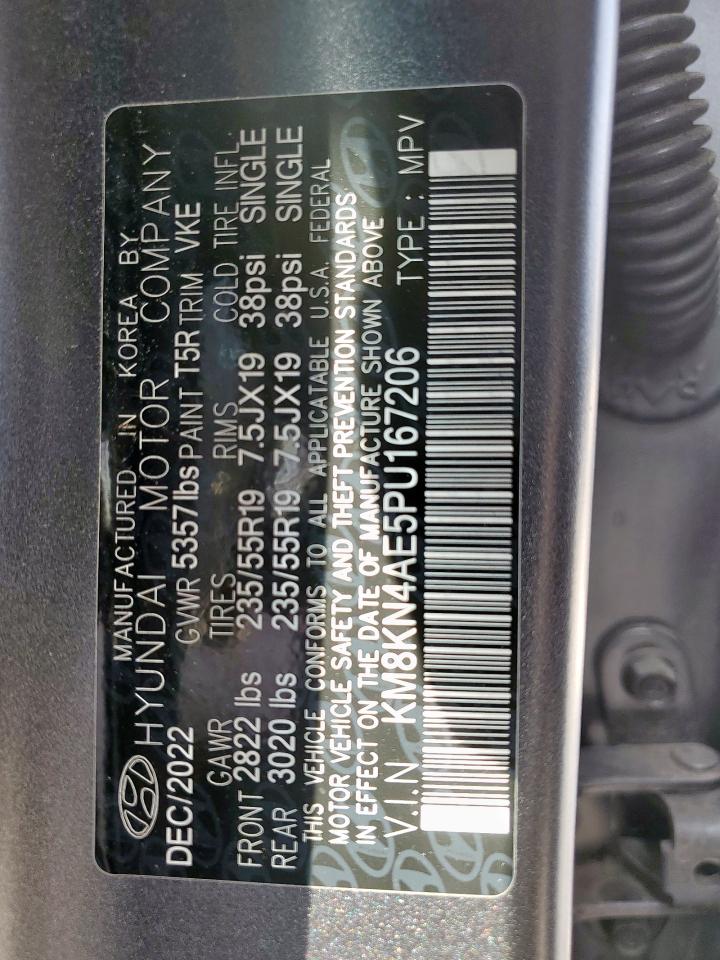 MANUFACTURED IN KOREA BY
HYUNDAI MOTOR COMPANY
DEC/2022 GVWR 5357lbs PAINT T5R TRIM VKE
GAWR TIRES RIMS COLD TIRE INFL.
FRONT 2822 lbs 235/55R19 7.5JX19 38psi SINGLE
REAR 3020 lbs 235/55R19 7.5JX19 38psi SINGLE
THIS VEHICLE CONFORMS TO ALL APPLICATABLE U.S.A. FEDERAL
MOTOR VEHICLE SAFETY AND THEFT PREVENTION STANDARDS
IN EFFECT ON THE DATE OF MANUFACTURE SHOWN ABOVE
V.I.N KM8KN4AE5PU167206 TYPE : MPV